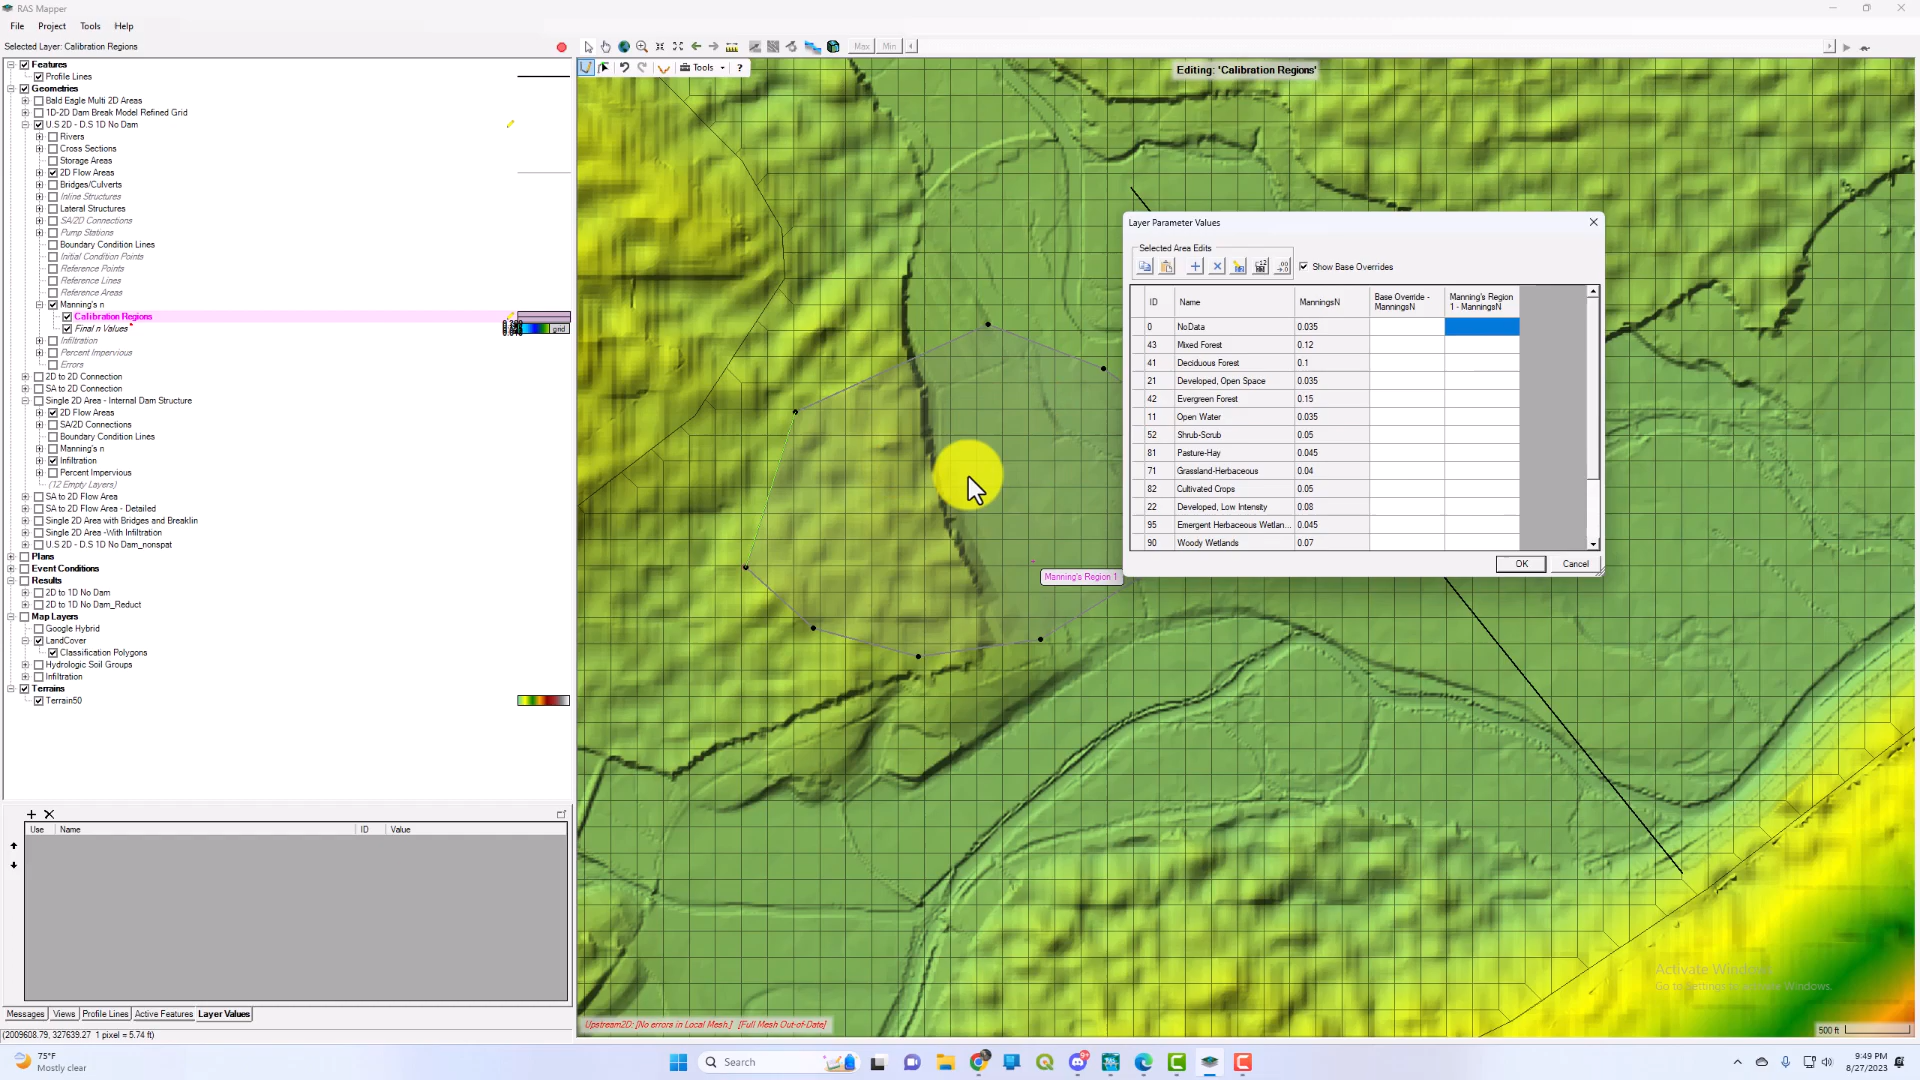 RAS Mapper
File Project Tools Help
Selected Layer: Calibration Regions
Max Min
Features
Profile Lines
Geometries
Bald Eagle Multi 2D Areas
1D-2D Dam Break Model Refined Grid
U.S 2D - D.S 1D No Dam
Rivers
Cross Sections
Storage Areas
2D Flow Areas
Bridges/Culverts
Inline Structures
Lateral Structures
SA/2D Connections
Pump Stations
Boundary Condition Lines
Initial Condition Points
Reference Points
Reference Lines
Reference Areas
Manning's n
Calibration Regions
Final n Values
grid
Infiltration
Percent Impervious
Errors
2D to 2D Connection
SA to 2D Connection
Single 2D Area - Internal Dam Structure
2D Flow Areas
SA/2D Connections
Boundary Condition Lines
Manning's n
Infiltration
Percent Impervious
(12 Empty Layers)
SA to 2D Flow Area
SA to 2D Flow Area - Detailed
Single 2D Area with Bridges and Breaklin
Single 2D Area -With Infiltration
U.S 2D - D.S 1D No Dam_nonspat
Plans
Event Conditions
Results
2D to 1D No Dam
2D to 1D No Dam_Reduct
Map Layers
Google Hybrid
LandCover
Classification Polygons
Hydrologic Soil Groups
Infiltration
Terrains
Terrain50
Use Name ID Value
Messages Views Profile Lines Active Features Layer Values
(2009608.79, 327639.27 1 pixel = 5.74 ft)
Tools ?
Editing: 'Calibration Regions'
Manning's Region 1
Layer Parameter Values
Selected Area Edits
Show Base Overrides
ID Name ManningsN Base Override - ManningsN Manning's Region 1 - ManningsN
0 NoData 0.035
43 Mixed Forest 0.12
41 Deciduous Forest 0.1
21 Developed, Open Space 0.035
42 Evergreen Forest 0.15
11 Open Water 0.035
52 Shrub-Scrub 0.05
81 Pasture-Hay 0.045
71 Grassland-Herbaceous 0.04
82 Cultivated Crops 0.05
22 Developed, Low Intensity 0.08
95 Emergent Herbaceous Wetlan... 0.045
90 Woody Wetlands 0.07
OK Cancel
Activate Windows
Go to Settings to activate Windows.
Upstream2D: [No errors in Local Mesh.] [Full Mesh Out-of-Date]
500 ft
75°F
Mostly clear
Search
9:49 PM
8/27/2023